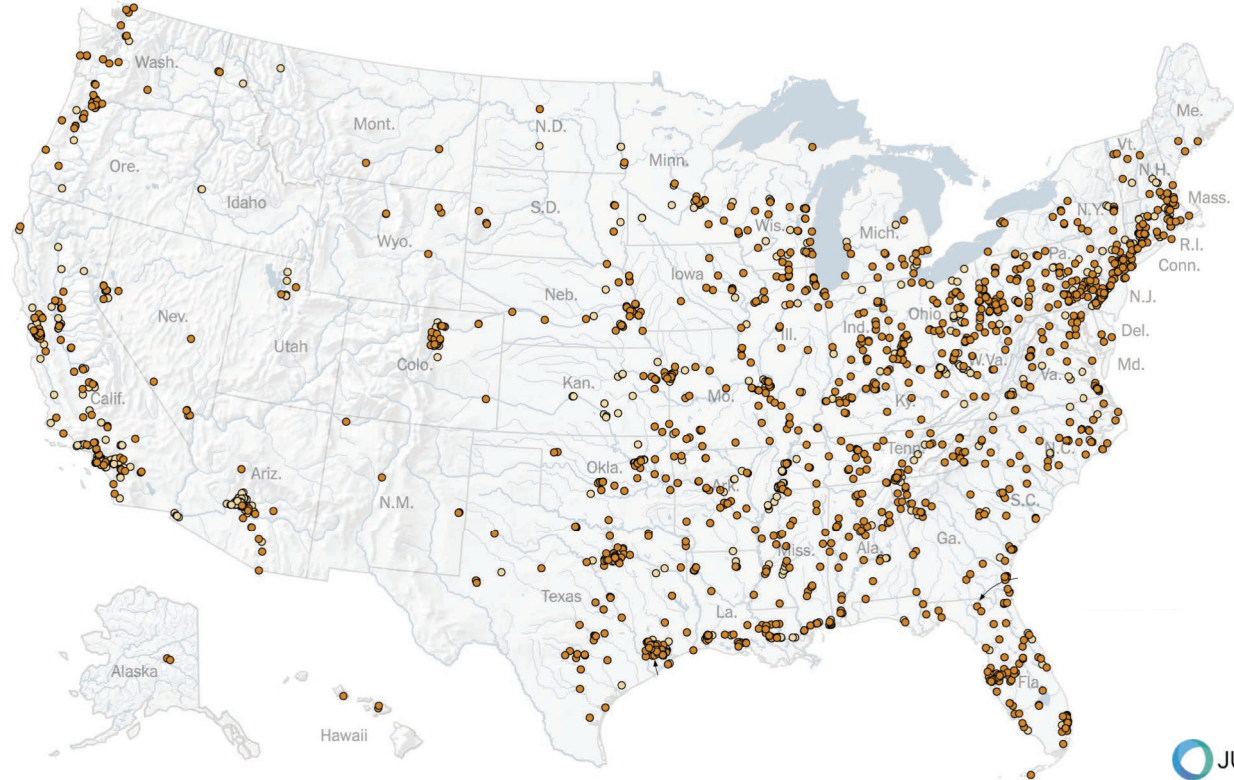 Wash.
Mont.
N.D.
Minn.
Me.
Vt.
N.H.
Ore.
Idaho
S.D.
Wis.
Mich.
N.Y.
Mass.
R.I.
Conn.
Wyo.
Iowa
Pa.
N.J.
Neb.
Nev.
Utah
Colo.
Ill.
Ind.
Ohio
Del.
Md.
W.Va.
Va.
Calif.
Kan.
Mo.
Ky.
Ariz.
N.M.
Okla.
Ark.
Tenn.
N.C.
S.C.
Miss.
Ala.
Ga.
Texas
La.
Fla.
Alaska
Hawaii
JU